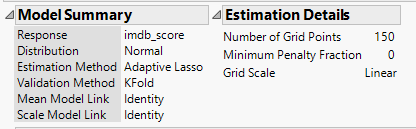 Model Summary
Response imdb_score
Distribution Normal
Estimation Method Adaptive Lasso
Validation Method KFold
Mean Model Link Identity
Scale Model Link Identity
Estimation Details
Number of Grid Points 150
Minimum Penalty Fraction 0
Grid Scale Linear